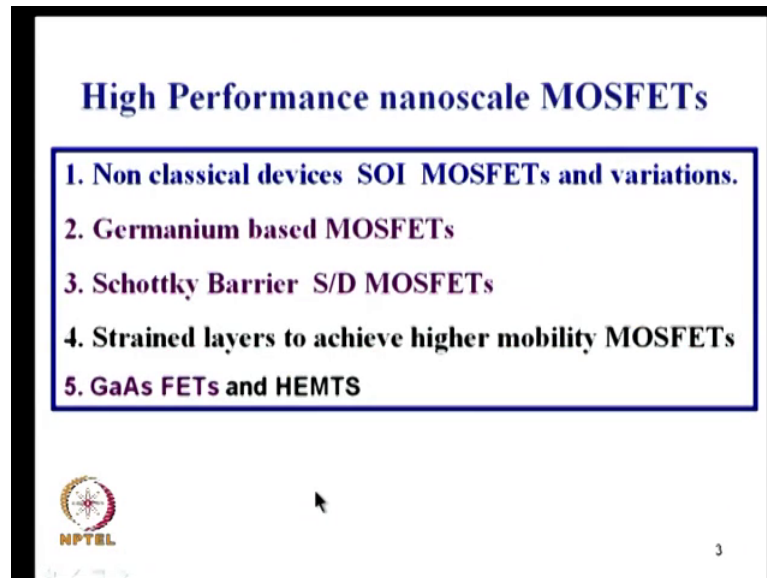 High Performance nanoscale MOSFETs
1. Non classical devices SOI MOSFETs and variations.
2. Germanium based MOSFETs
3. Schottky Barrier S/D MOSFETs
4. Strained layers to achieve higher mobility MOSFETs
5. GaAs FETs and HEMTS
NPTEL
3